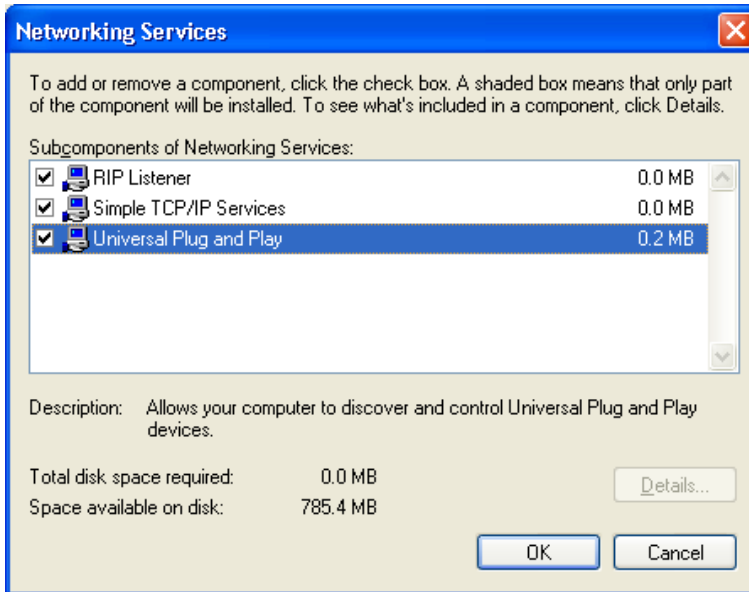 Networking Services
To add or remove a component, click the check box. A shaded box means that only part
of the component will be installed. To see what's included in a component, click Details.
Subcomponents of Networking Services:
RIP Listener 0.0 MB
Simple TCP/IP Services 0.0 MB
Universal Plug and Play 0.2 MB
Description: Allows your computer to discover and control Universal Plug and Play
devices.
Total disk space required: 0.0 MB
Details...
Space available on disk: 785.4 MB
OK Cancel